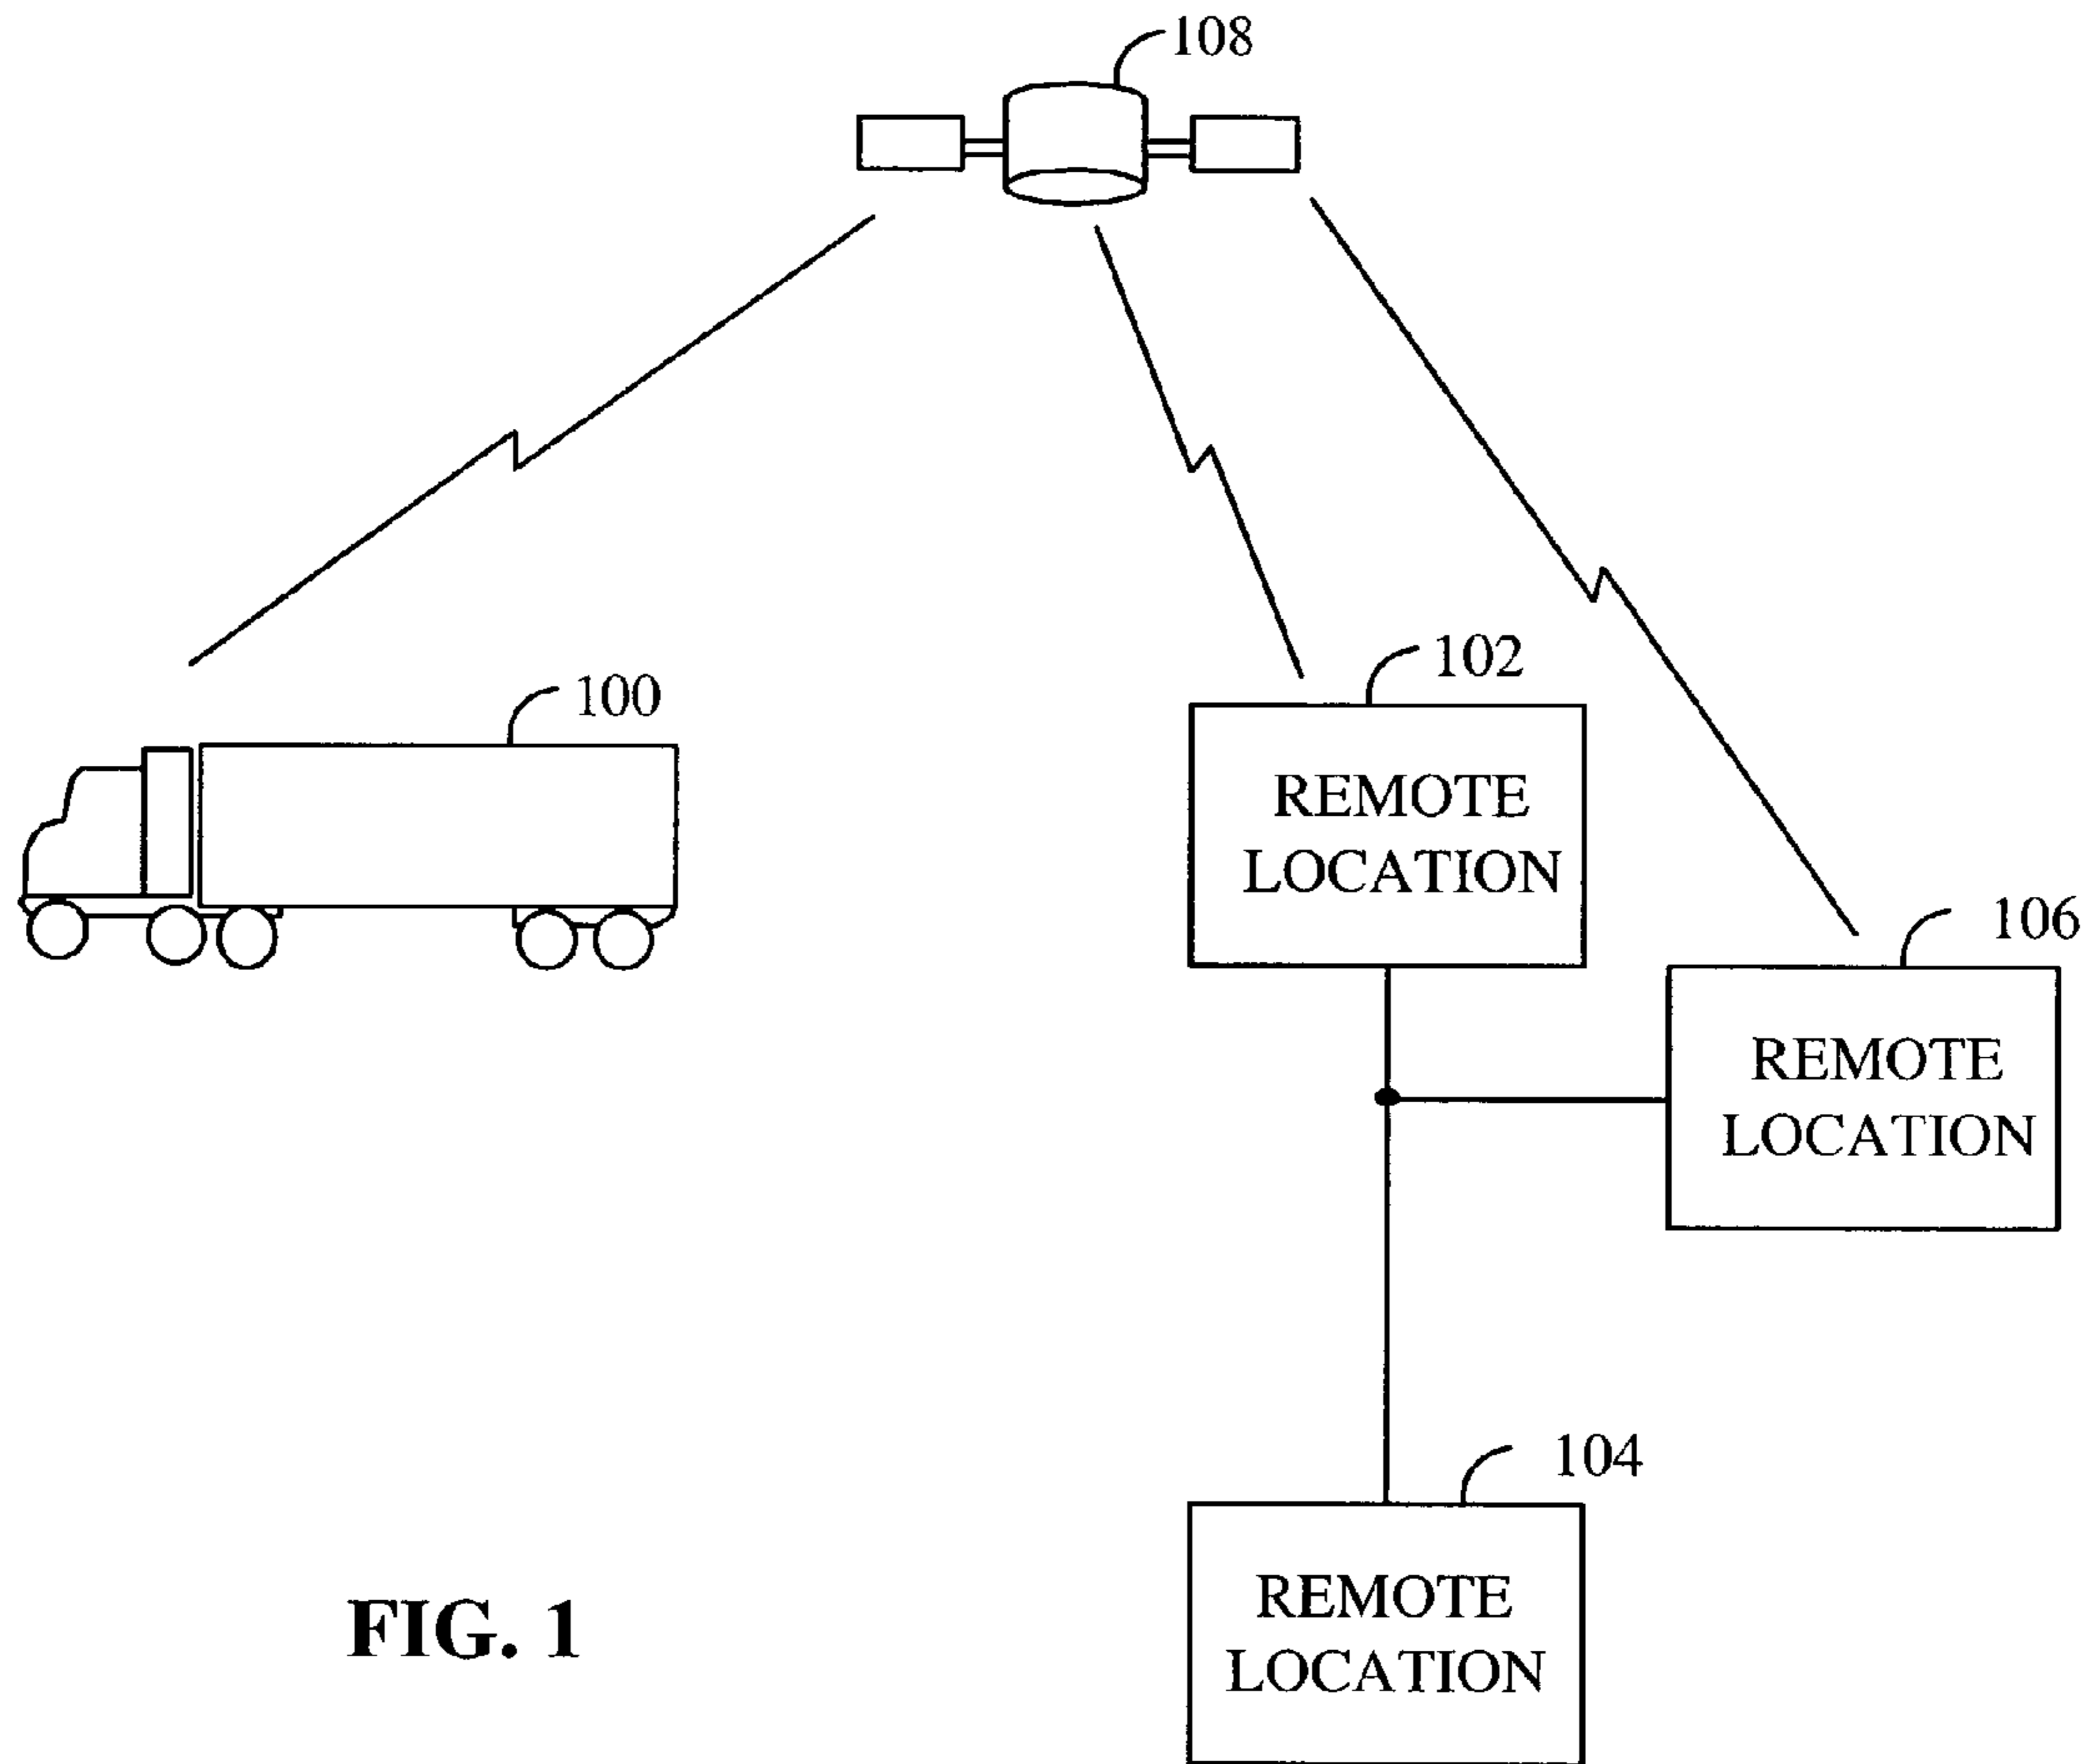 108
102
100
REMOTE
LOCATION
106
REMOTE
LOCATION
104
REMOTE
LOCATION
FIG. 1